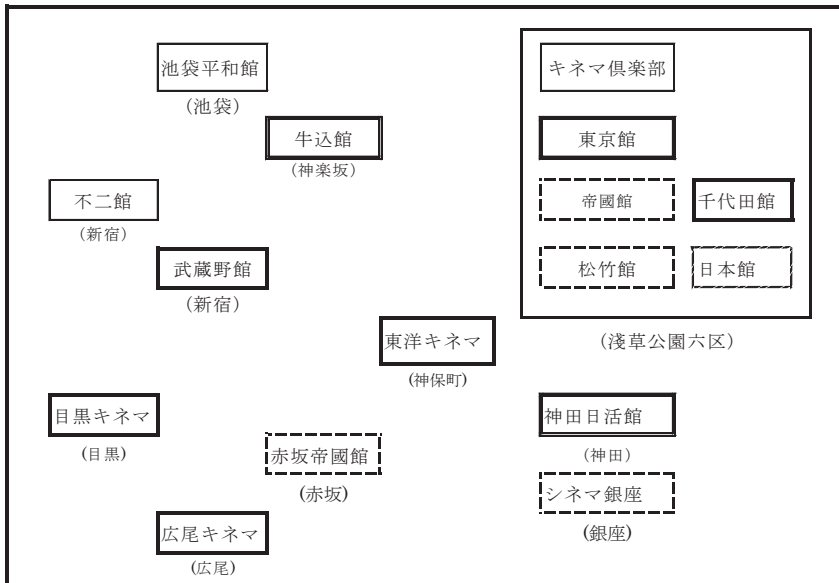 池袋平和館
(池袋)
キネマ倶楽部
牛込館
(神楽坂)
東京館
不二館
(新宿)
帝國館
千代田館
武蔵野館
(新宿)
松竹館
日本館
東洋キネマ
(神保町)
(淺草公園六区)
目黒キネマ
(目黒)
神田日活館
(神田)
赤坂帝國館
(赤坂)
シネマ銀座
(銀座)
広尾キネマ
(広尾)